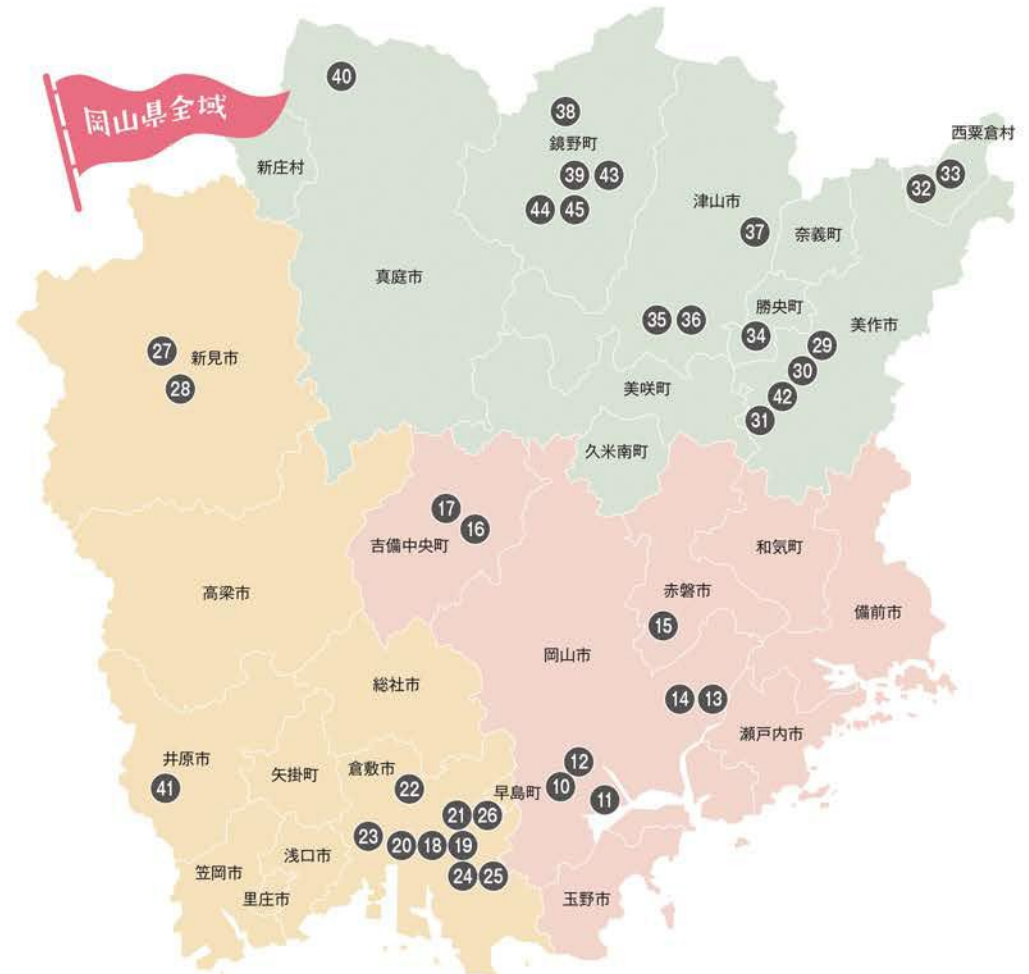 岡山県全域
40
38
鏡野町
西粟倉村
新庄村
39 43
32 33
44 45
津山市
37
奈義町
真庭市
勝央町
35 36
34
29
美作市
27
新見市
28
30
美咲町
42
31
久米南町
17
16
吉備中央町
和気町
高梁市
赤磐市
備前市
15
岡山市
総社市
14 13
瀬戸内市
井原市
矢掛町
倉敷市
12
41
22
早島町
10
11
21 26
23
20 18 19
浅口市
笠岡市
24 25
里庄市
玉野市